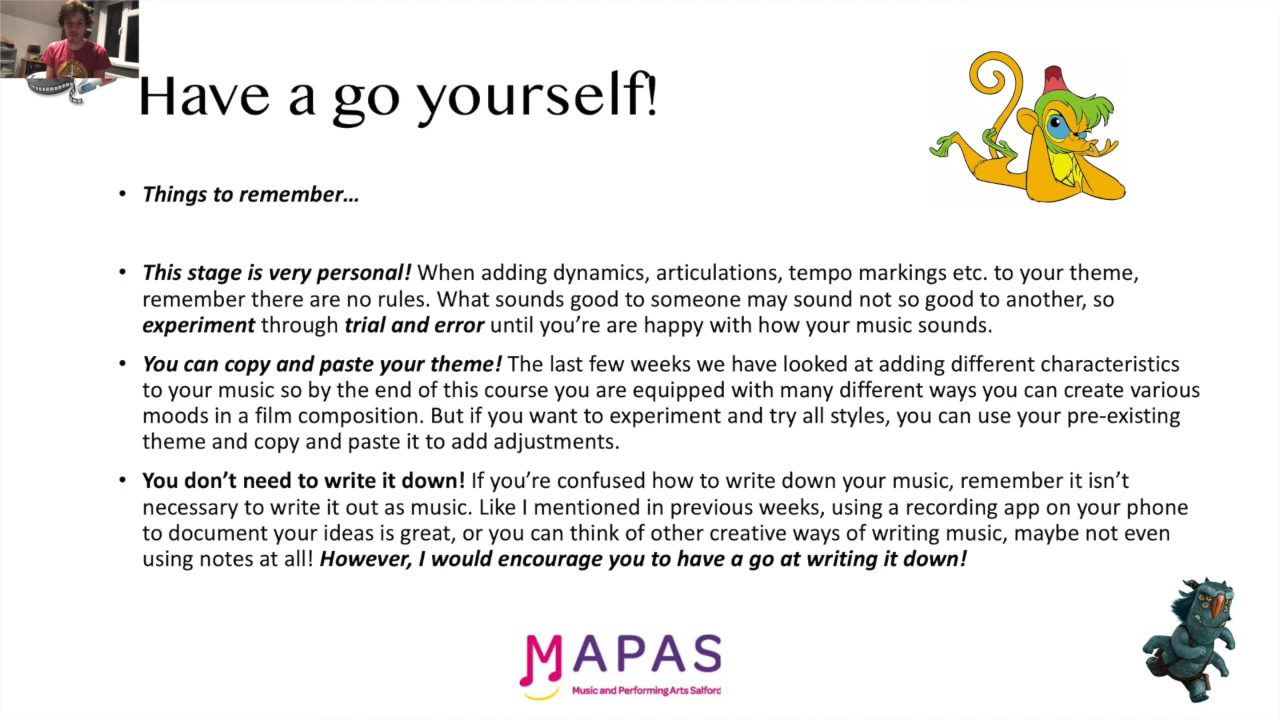 Have a go yourself!
• Things to remember…
• This stage is very personal! When adding dynamics, articulations, tempo markings etc. to your theme,
remember there are no rules. What sounds good to someone may sound not so good to another, so
experiment through trial and error until you’re are happy with how your music sounds.
• You can copy and paste your theme! The last few weeks we have looked at adding different characteristics
to your music so by the end of this course you are equipped with many different ways you can create various
moods in a film composition. But if you want to experiment and try all styles, you can use your pre-existing
theme and copy and paste it to add adjustments.
• You don’t need to write it down! If you’re confused how to write down your music, remember it isn’t
necessary to write it out as music. Like I mentioned in previous weeks, using a recording app on your phone
to document your ideas is great, or you can think of other creative ways of writing music, maybe not even
using notes at all! However, I would encourage you to have a go at writing it down!
MAPAS
Music and Performing Arts Salford